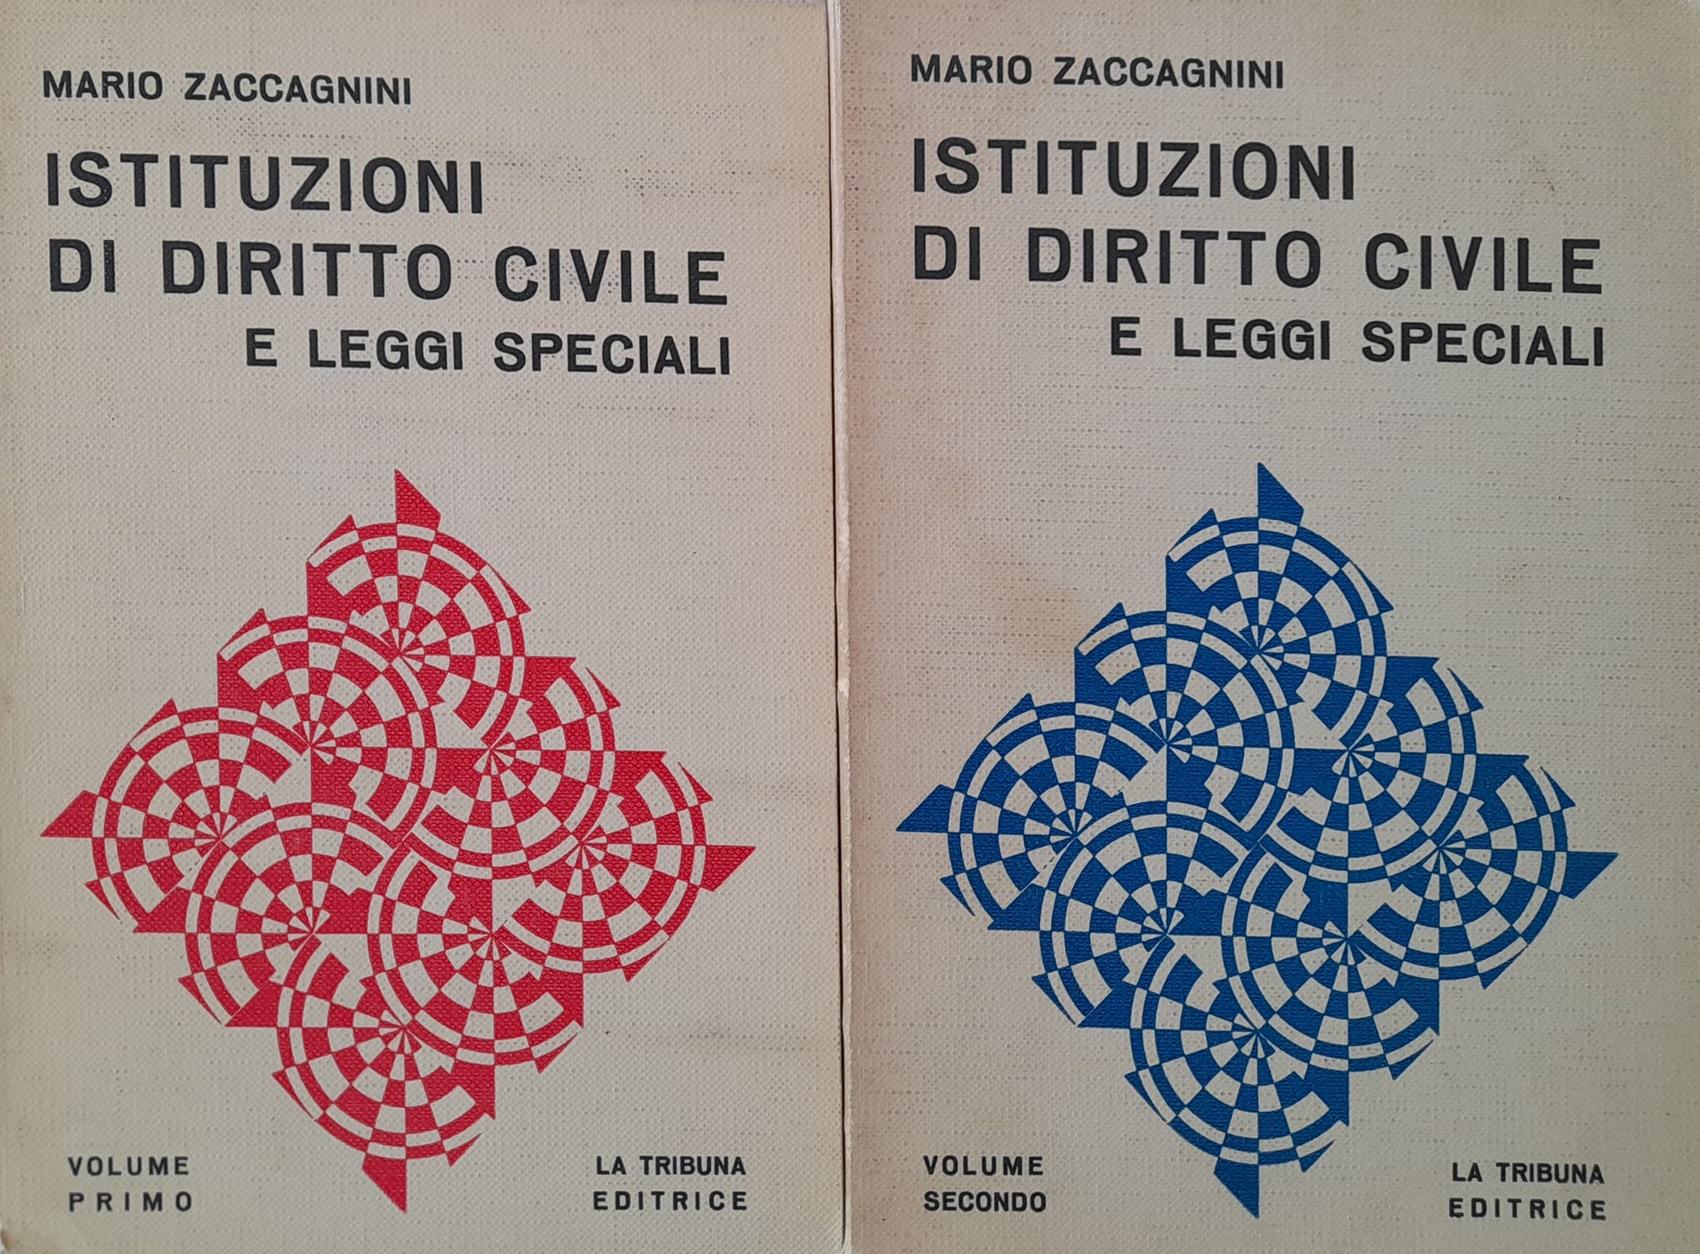 MARIO ZACCAGNINI
ISTITUZIONI
DI DIRITTO CIVILE
E LEGGI SPECIALI
VOLUME
PRIMO
LA TRIBUNA
EDITRICE
MARIO ZACCAGNINI
ISTITUZIONI
DI DIRITTO CIVILE
E LEGGI SPECIALI
VOLUME
SECONDO
LA TRIBUNA
EDITRICE